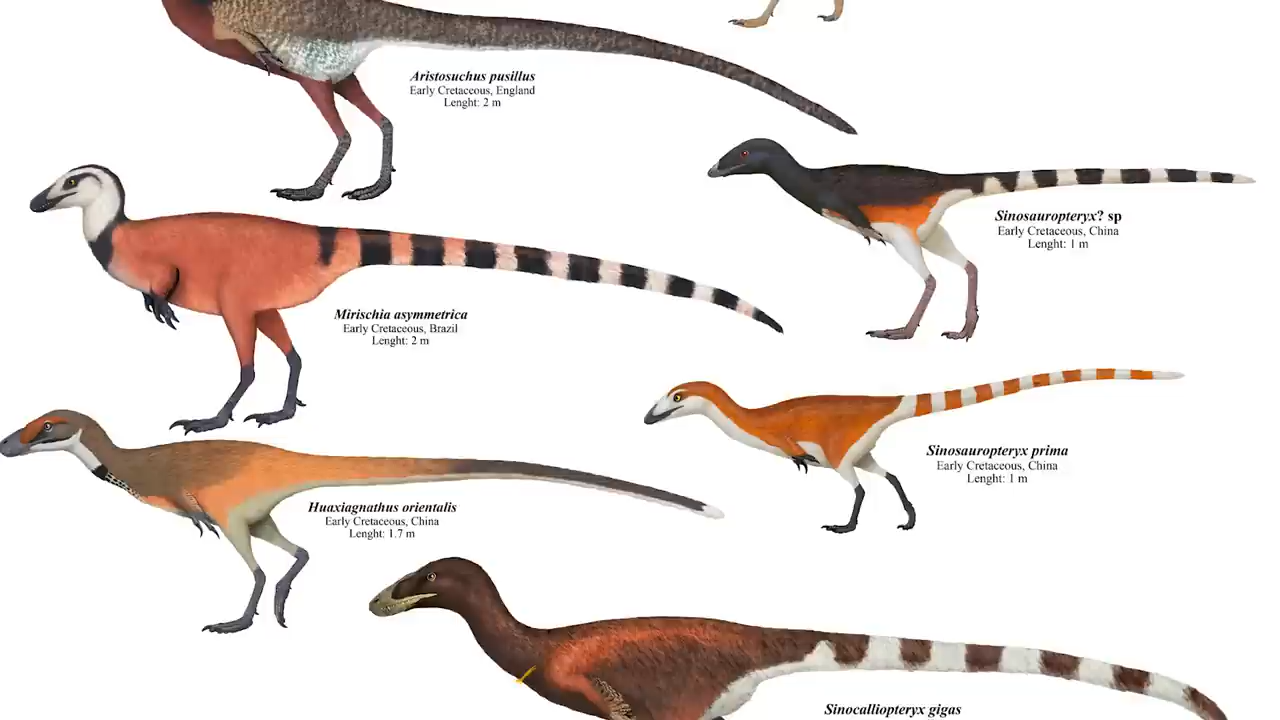 Aristosuchus pusillus
Early Cretaceous, England
Lenght: 2 m
Sinosauropteryx? sp
Early Cretaceous, China
Lenght: 1 m
Mirischia asymmetrica
Early Cretaceous, Brazil
Lenght: 2 m
Sinosauropteryx prima
Early Cretaceous, China
Lenght: 1 m
Huaxiagnathus orientalis
Early Cretaceous, China
Lenght: 1.7 m
Sinocalliopteryx gigas